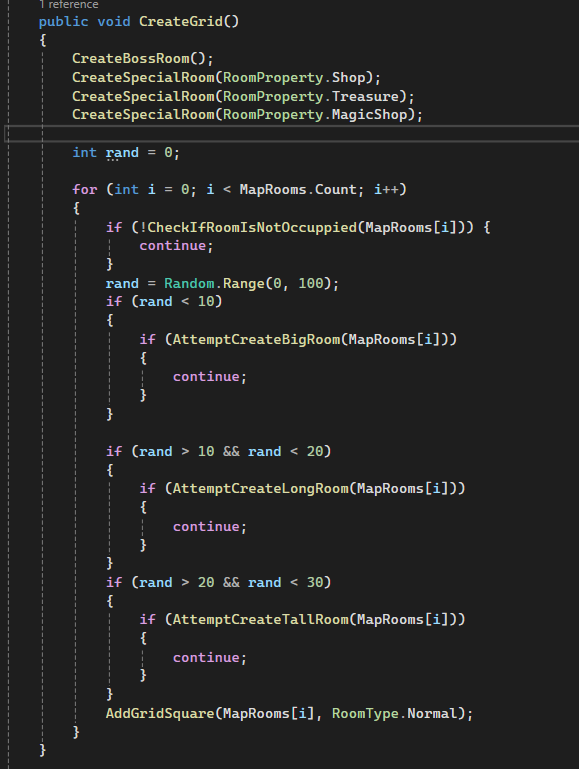 1 reference
public void CreateGrid()
{
CreateBossRoom();
CreateSpecialRoom(RoomProperty.Shop);
CreateSpecialRoom(RoomProperty.Treasure);
CreateSpecialRoom(RoomProperty.MagicShop);
int rand = 0;
for (int i = 0; i < MapRooms.Count; i++)
{
if (!CheckIfRoomIsNotOccuppied(MapRooms[i])) {
continue;
}
rand = Random.Range(0, 100);
if (rand < 10)
{
if (AttemptCreateBigRoom(MapRooms[i]))
{
continue;
}
}
if (rand > 10 && rand < 20)
{
if (AttemptCreateLongRoom(MapRooms[i]))
{
continue;
}
}
if (rand > 20 && rand < 30)
{
if (AttemptCreateTallRoom(MapRooms[i]))
{
continue;
}
}
AddGridSquare(MapRooms[i], RoomType.Normal);
}
}